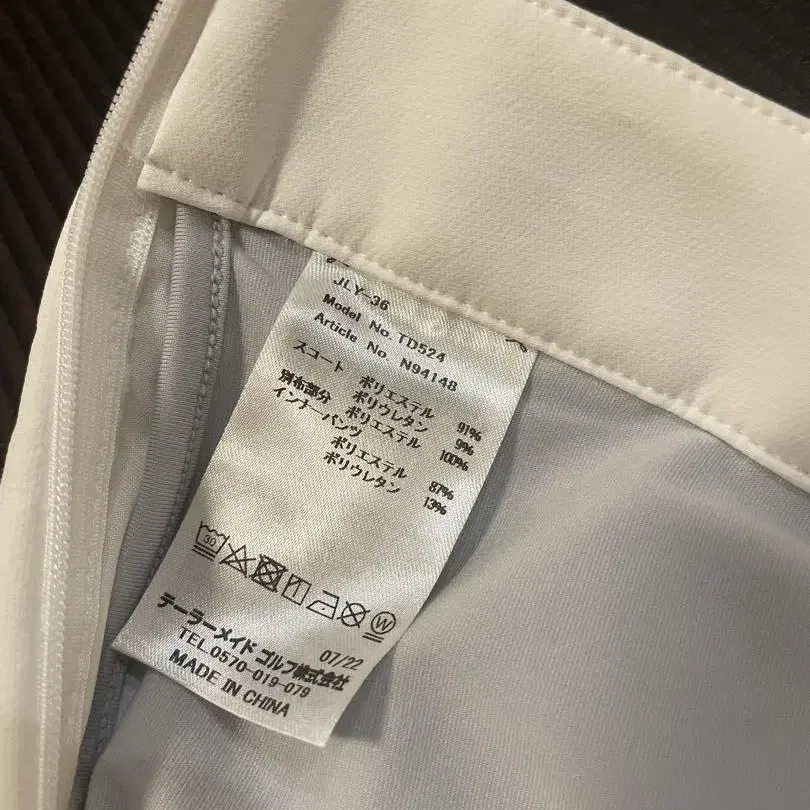 JLY-36
Model No. TD524
Article No. N94148
スコート ポリエステル 91%
ポリウレタン 9%
別布部分 ポリエステル 100%
インナーパンツ
ポリエステル 87%
ポリウレタン 13%
30 W
07/22
テーラーメイド ゴルフ株式会社
TEL.0570-019-079
MADE IN CHINA